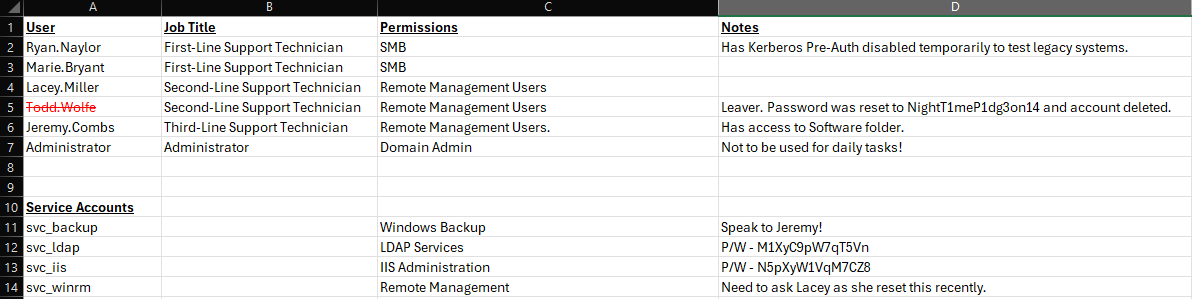 A B C D
1 User Job Title Permissions Notes
2 Ryan.Naylor First-Line Support Technician SMB Has Kerberos Pre-Auth disabled temporarily to test legacy systems.
3 Marie.Bryant First-Line Support Technician SMB
4 Lacey.Miller Second-Line Support Technician Remote Management Users
5 Todd.Wolfe Second-Line Support Technician Remote Management Users Leaver. Password was reset to NightT1meP1dg3on14 and account deleted.
6 Jeremy.Combs Third-Line Support Technician Remote Management Users. Has access to Software folder.
7 Administrator Administrator Domain Admin Not to be used for daily tasks!
8
9
10 Service Accounts
11 svc_backup Windows Backup Speak to Jeremy!
12 svc_ldap LDAP Services P/W - M1XyC9pW7qT5Vn
13 svc_iis IIS Administration P/W - N5pXyW1VqM7CZ8
14 svc_winrm Remote Management Need to ask Lacey as she reset this recently.